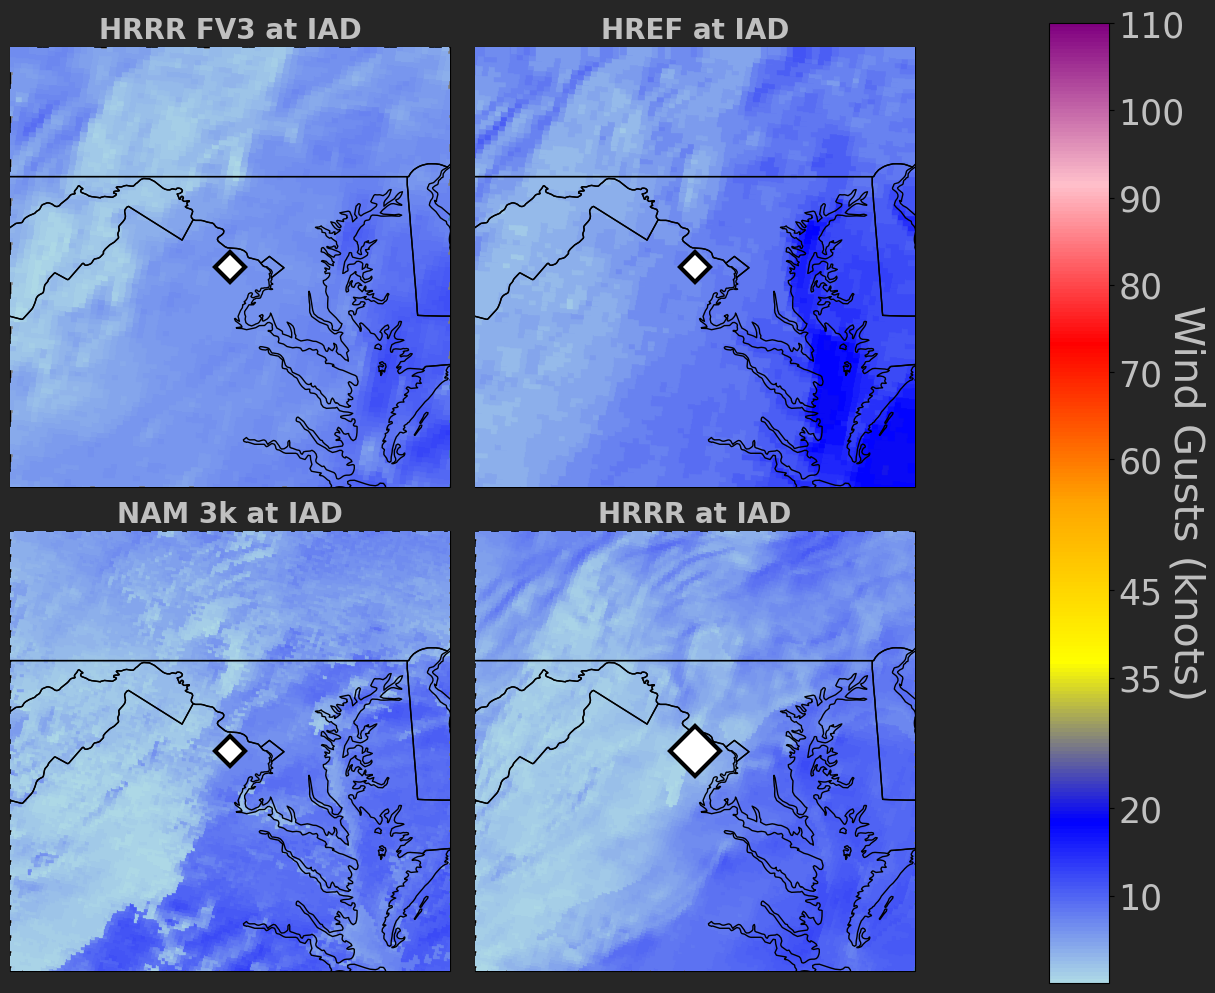 HRRR FV3 at IAD
HREF at IAD
NAM 3k at IAD
HRRR at IAD
110
100
90
80
70
60
45
35
20
10
Wind Gusts (knots)